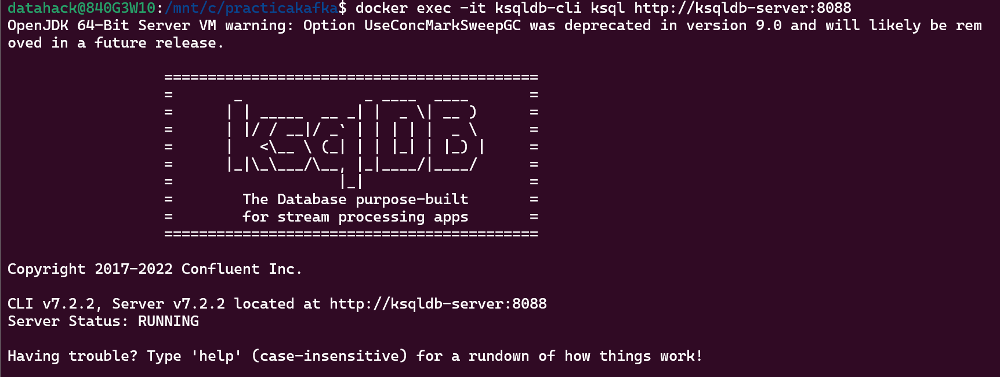 datahack@840G3W10:/mnt/c/practicakafka$ docker exec -it ksqldb-cli ksql http://ksqldb-server:8088
OpenJDK 64-Bit Server VM warning: Option UseConcMarkSweepGC was deprecated in version 9.0 and will likely be rem
oved in a future release.

                  ===========================================
                  =       _              _ ____  ____       =
                  =      | | _____  __ _| |  _ \| __ )      =
                  =      | |/ / __|/ _` | | | | |  _ \      =
                  =      |   <\__ \ (_| | | |_| | |_) |     =
                  =      |_|\_\___/\__, |_|____/|____/      =
                  =                   |_|                   =
                  =        The Database purpose-built       =
                  =        for stream processing apps       =
                  ===========================================

Copyright 2017-2022 Confluent Inc.

CLI v7.2.2, Server v7.2.2 located at http://ksqldb-server:8088
Server Status: RUNNING

Having trouble? Type 'help' (case-insensitive) for a rundown of how things work!